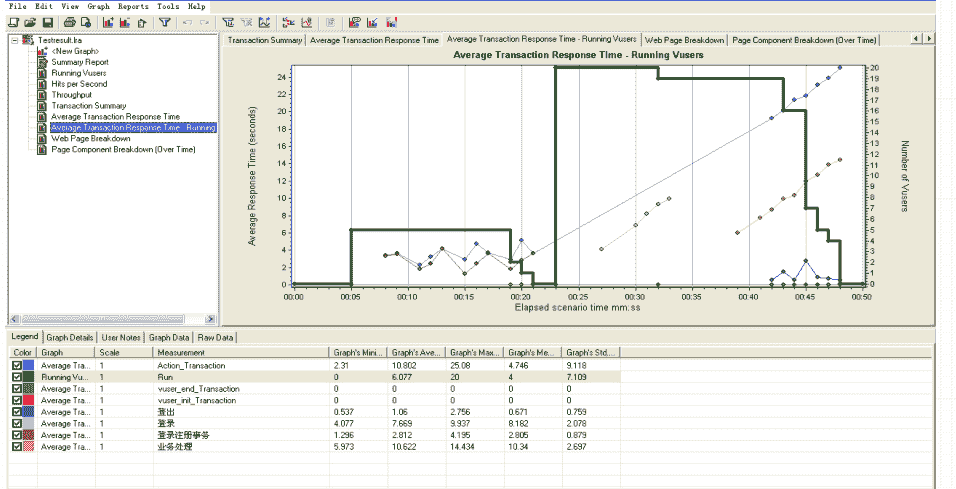 File Edit View Graph Reports Tools Help
Testresult.lra
<New Graph>
Summary Report
Running Vusers
Hits per Second
Throughput
Transaction Summary
Average Transaction Response Time
Average Transaction Response Time - Running
Web Page Breakdown
Page Component Breakdown (Over Time)
Transaction Summary Average Transaction Response Time Average Transaction Response Time - Running Vusers Web Page Breakdown Page Component Breakdown (Over Time)
Average Transaction Response Time - Running Vusers
Average Response Time (seconds)
24
22
20
18
16
14
12
10
8
6
4
2
0
20
19
18
17
16
15
14
13
12
11
10
9
8
7
6
5
4
3
2
1
0
Number of Vusers
00:00 00:05 00:10 00:15 00:20 00:25 00:30 00:35 00:40 00:45 00:50
Elapsed scenario time mm:ss
Legend Graph Details User Notes Graph Data Raw Data
Color Graph Scale Measurement Graph's Mini... Graph's Ave... Graph's Max... Graph's Me... Graph's Std....
Average Tra... 1 Action_Transaction 2.31 10.802 25.08 4.746 9.118
Running Vu... 1 Run 0 6.077 20 4 7.109
Average Tra... 1 vuser_end_Transaction 0 0 0 0 0
Average Tra... 1 vuser_init_Transaction 0 0 0 0 0
Average Tra... 1 登出 0.537 1.06 2.756 0.671 0.759
Average Tra... 1 登录 4.077 7.669 9.937 8.182 2.078
Average Tra... 1 登录注册事务 1.296 2.812 4.195 2.805 0.879
Average Tra... 1 业务处理 5.973 10.622 14.434 10.34 2.697